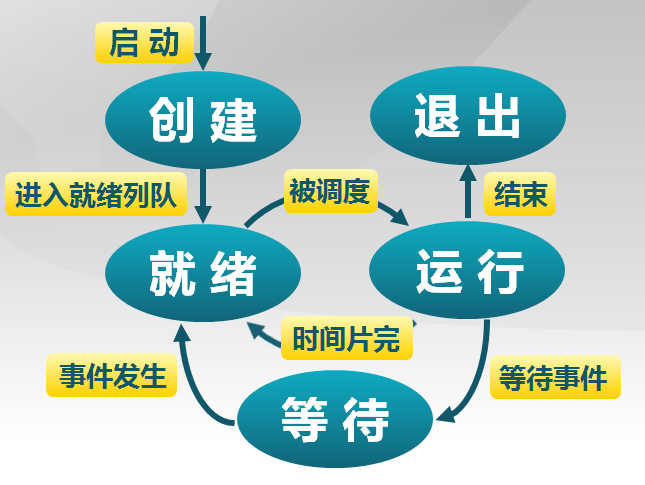 启动
创建
退出
进入就绪列队
被调度
结束
就绪
运行
时间片完
事件发生
等待事件
等待